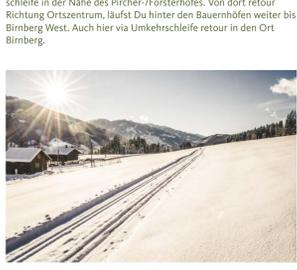 schleife in der Nähe des Pircher-/Forsterhofes. Von dort retour
Richtung Ortszentrum, läufst Du hinter den Bauernhöfen weiter bis
Birnberg West. Auch hier via Umkehrschleife retour in den Ort
Birnberg.